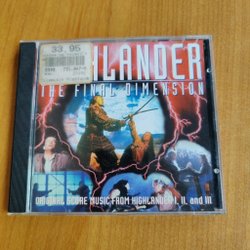 33 95
HLANDER
THE FINAL DIMENSION
ORIGINAL SCORE MUSIC FROM HIGHLANDER I, II, and III